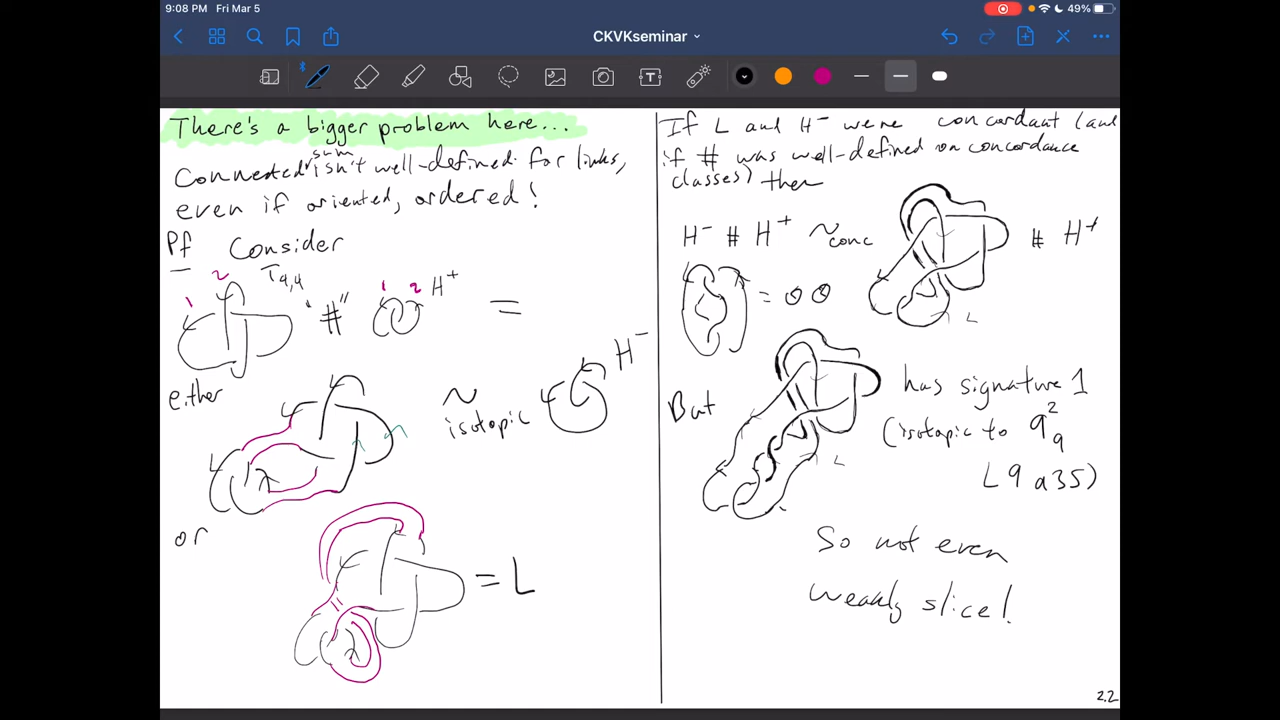 9:08 PM Fri Mar 5
49%
CKVKseminar
There's a bigger problem here...
Connected sum isn't well-defined for links,
even if oriented, ordered!
Pf Consider
1 2 T4,4 "#" 1 2 H+ =
either
~ isotopic H-
or
= L
If L and H- were concordant (and
if # was well-defined on concordance
classes) then
H- # H+ ~conc # H+
L
=
But
has signature 1
(isotopic to 9^2_9
L9a35)
L
So not even
weakly slice!
2.2